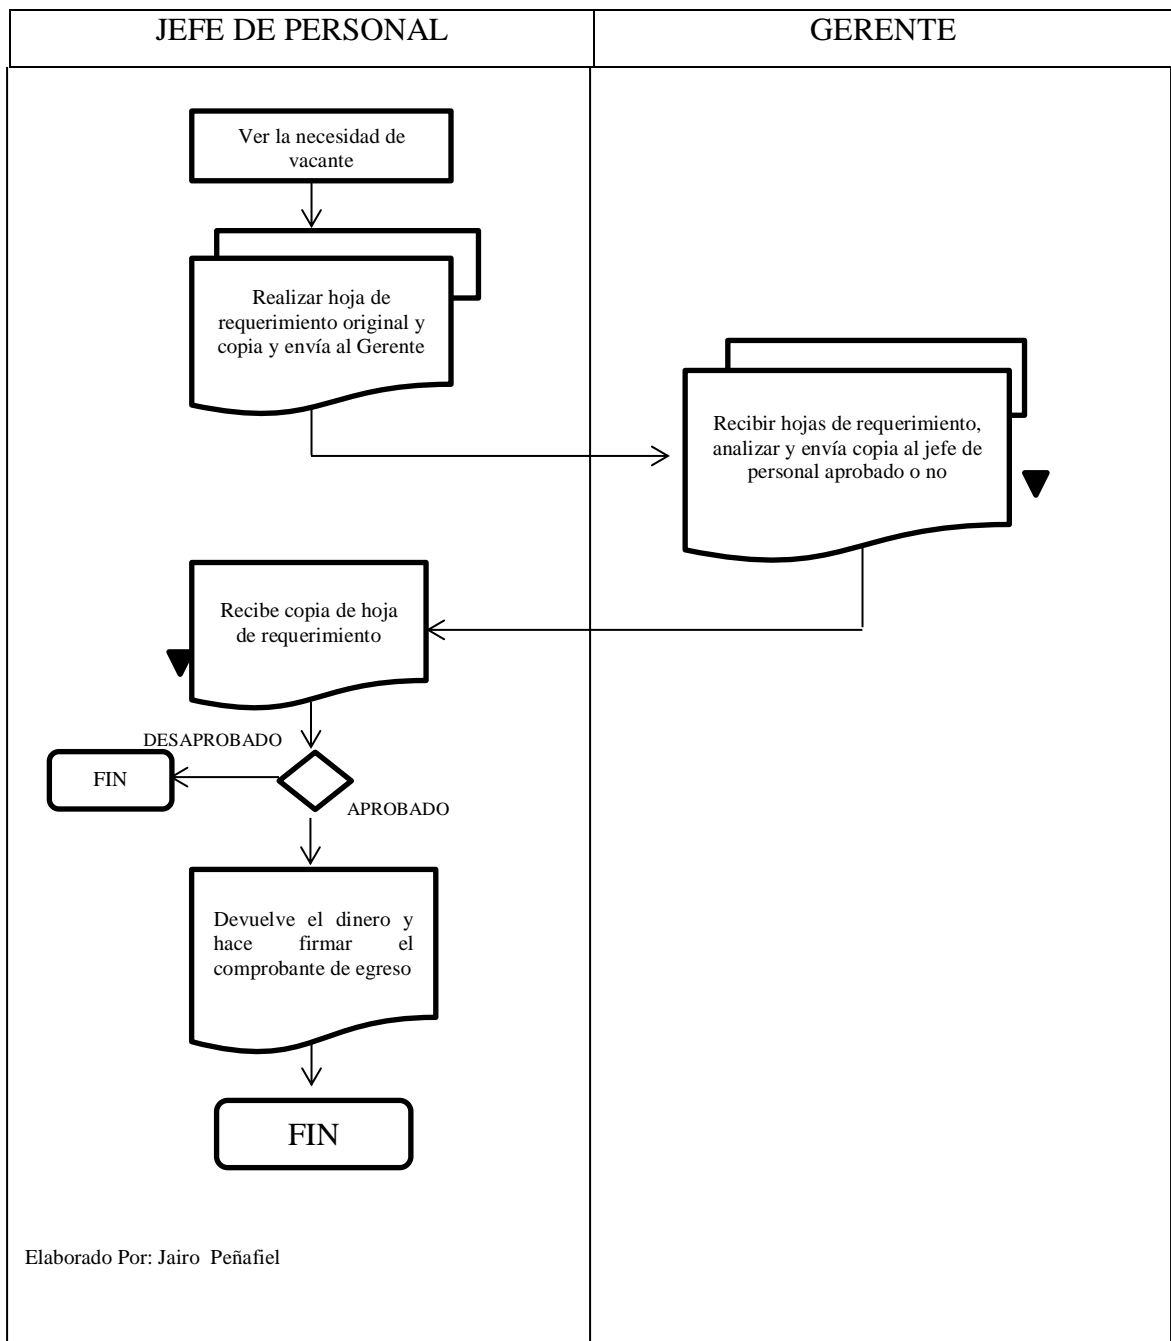 JEFE DE PERSONAL
GERENTE
Ver la necesidad de
vacante
Realizar hoja de
requerimiento original y
copia y envía al Gerente
Recibir hojas de requerimiento,
analizar y envía copia al jefe de
personal aprobado o no
Recibe copia de hoja
de requerimiento
DESAPROBADO
FIN
APROBADO
Devuelve el dinero y
hace firmar el
comprobante de egreso
FIN
Elaborado Por: Jairo Peñafiel